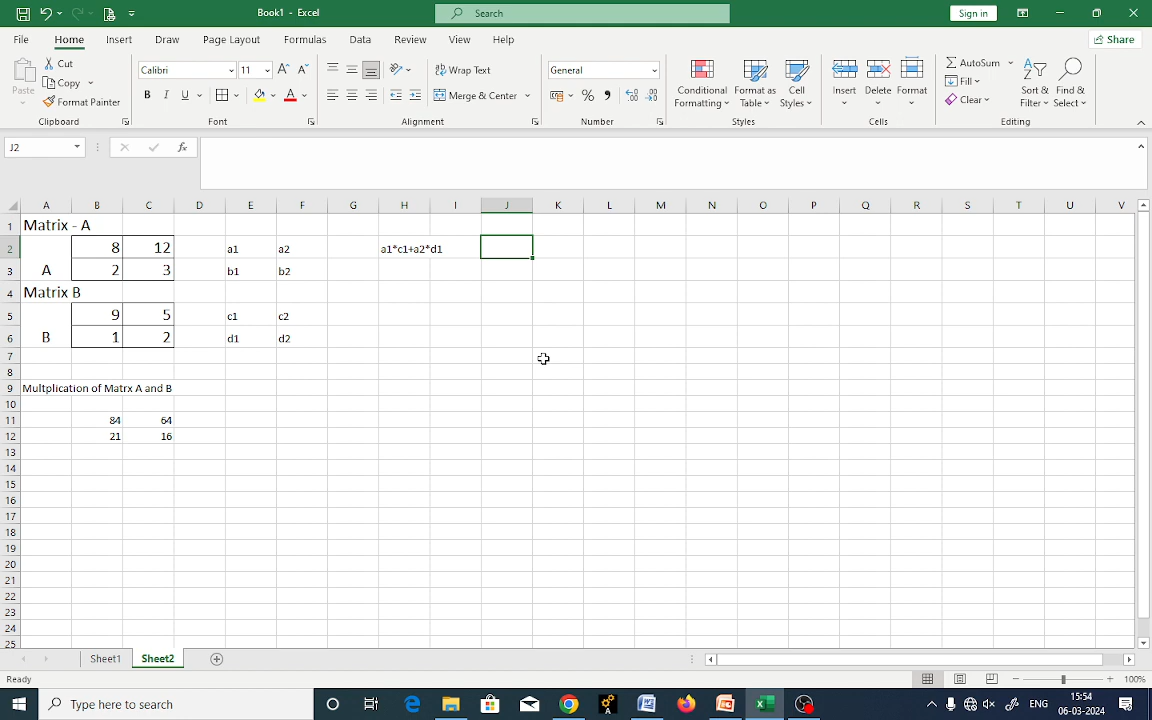 Book1 - Excel
Search
Sign in
File Home Insert Draw Page Layout Formulas Data Review View Help
Share
Paste
Cut
Copy
Format Painter
Clipboard
Calibri 11
B I U
Font
Wrap Text
Merge & Center
Alignment
General
Number
Conditional Formatting
Format as Table
Cell Styles
Styles
Insert Delete Format
Cells
AutoSum
Fill
Clear
Sort & Filter
Find & Select
Editing
J2
fx
A B C D E F G H I J K L M N O P Q R S T U V
1 Matrix - A
2 8 12 a1 a2 a1*c1+a2*d1
3 A 2 3 b1 b2
4 Matrix B
5 9 5 c1 c2
6 B 1 2 d1 d2
7
8
9 Multplication of Matrx A and B
10
11 84 64
12 21 16
13
14
15
16
17
18
19
20
21
22
23
24
25
Sheet1 Sheet2
Ready
100%
Type here to search
ENG
15:54
06-03-2024